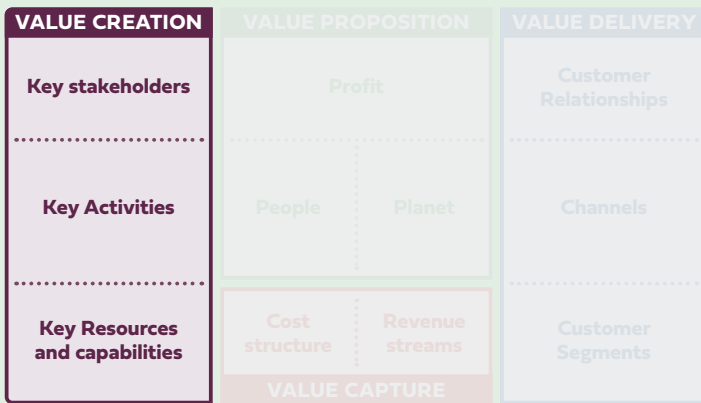 VALUE CREATION
Key stakeholders
Key Activities
Key Resources
and capabilities
VALUE PROPOSITION
Profit
People
Planet
Cost
structure
Revenue
streams
VALUE CAPTURE
VALUE DELIVERY
Customer
Relationships
Channels
Customer
Segments